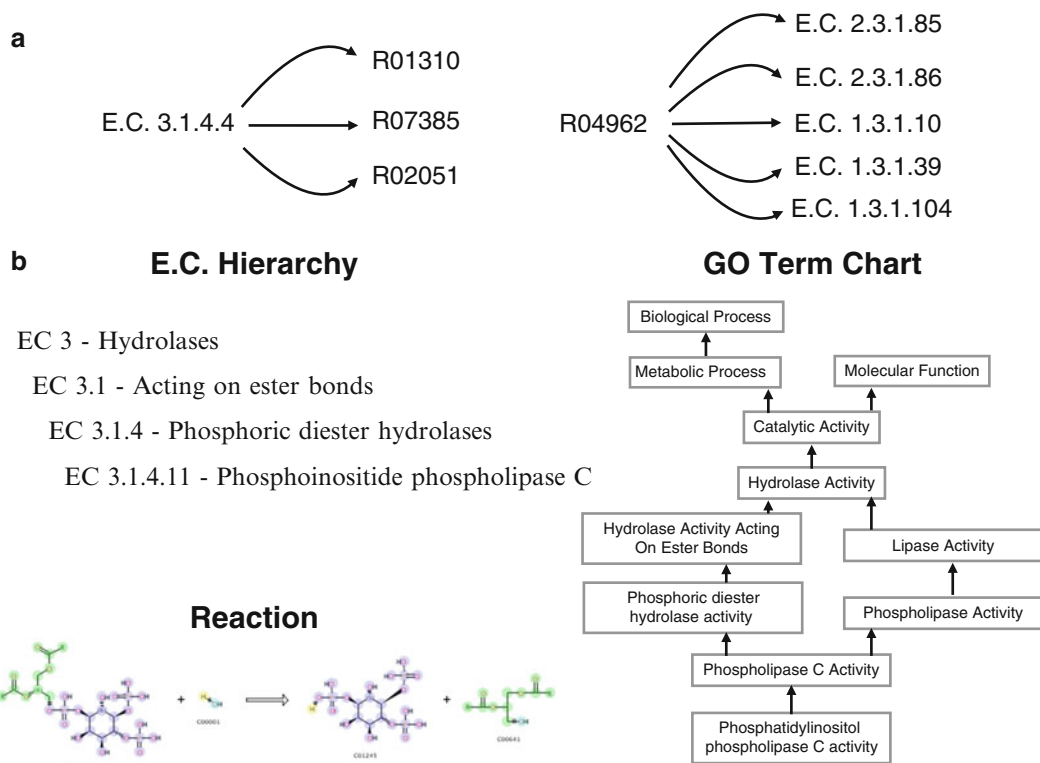 a
E.C. 3.1.4.4
R01310
R07385
R02051
R04962
E.C. 2.3.1.85
E.C. 2.3.1.86
E.C. 1.3.1.10
E.C. 1.3.1.39
E.C. 1.3.1.104
b
E.C. Hierarchy
EC 3 - Hydrolases
EC 3.1 - Acting on ester bonds
EC 3.1.4 - Phosphoric diester hydrolases
EC 3.1.4.11 - Phosphoinositide phospholipase C
Reaction
+
C00001
C01245
+
C00641
GO Term Chart
Biological Process
Metabolic Process
Molecular Function
Catalytic Activity
Hydrolase Activity
Hydrolase Activity Acting
On Ester Bonds
Lipase Activity
Phosphoric diester
hydrolase activity
Phospholipase Activity
Phospholipase C Activity
Phosphatidylinositol
phospholipase C activity